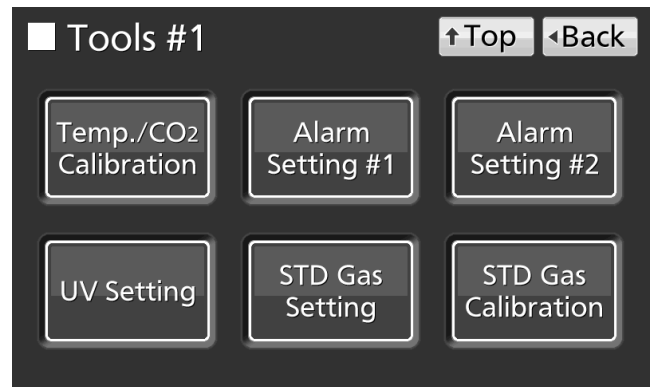 Tools #1
↑Top
◂Back
Temp./CO2
Calibration
Alarm
Setting #1
Alarm
Setting #2
UV Setting
STD Gas
Setting
STD Gas
Calibration